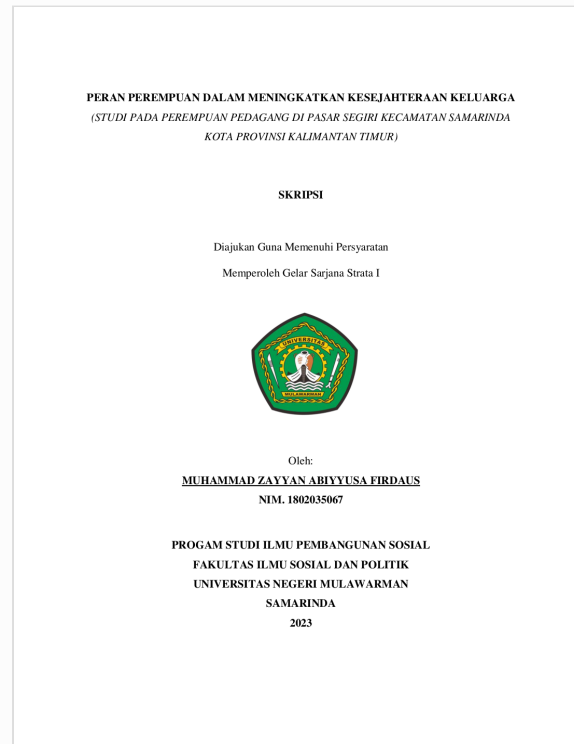 PERAN PEREMPUAN DALAM MENINGKATKAN KESEJAHTERAAN KELUARGA
(STUDI PADA PEREMPUAN PEDAGANG DI PASAR SEGIRI KECAMATAN SAMARINDA
KOTA PROVINSI KALIMANTAN TIMUR)
SKRIPSI
Diajukan Guna Memenuhi Persyaratan
Memperoleh Gelar Sarjana Strata I
UNIVERSITAS
MULAWARMAN
Oleh:
MUHAMMAD ZAYYAN ABIYYUSA FIRDAUS
NIM. 1802035067
PROGAM STUDI ILMU PEMBANGUNAN SOSIAL
FAKULTAS ILMU SOSIAL DAN POLITIK
UNIVERSITAS NEGERI MULAWARMAN
SAMARINDA
2023